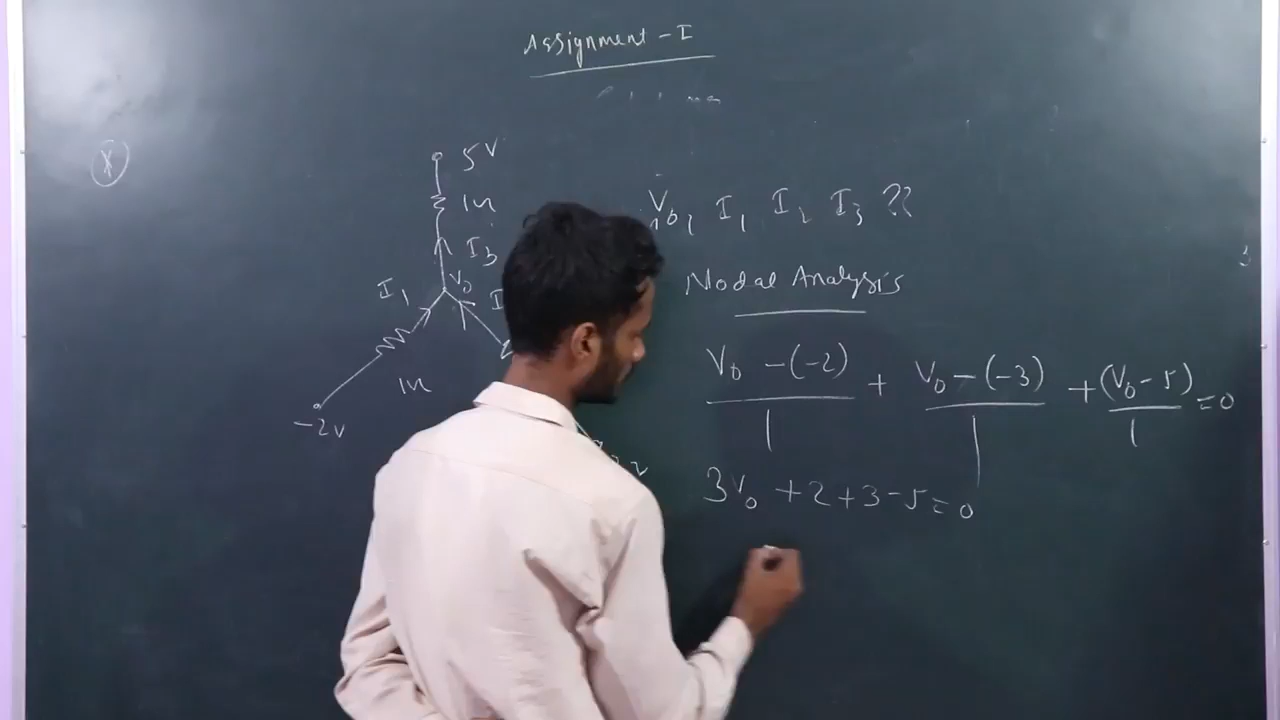 Assignment - I
5V
1Ω
I3
V0
I1
1Ω
-2V
V0, I1 I2 I3 ??
Nodal Analysis
V0 -(-2) / 1 + V0 -(-3) / 1 + (V0 - 5) / 1 = 0
3V0 + 2 + 3 - 5 = 0